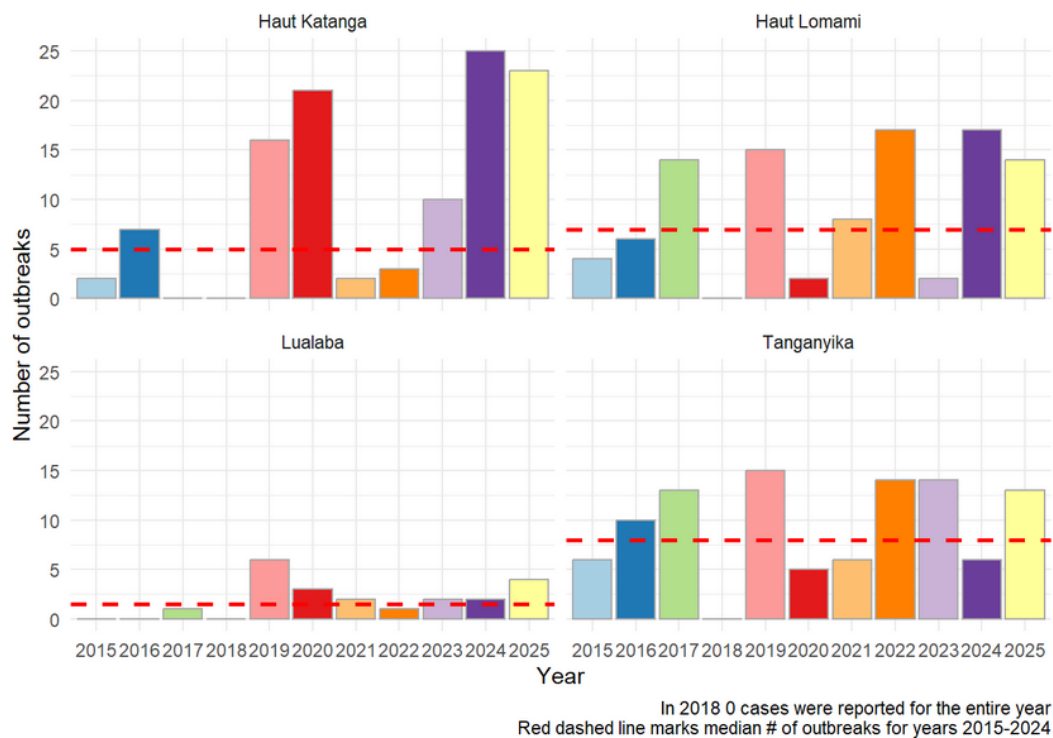 Haut Katanga
Haut Lomami
25
20
15
10
5
0
Lualaba
Tanganyika
25
20
15
10
5
0
Number of outbreaks
2015 2016 2017 2018 2019 2020 2021 2022 2023 2024 2025
2015 2016 2017 2018 2019 2020 2021 2022 2023 2024 2025
Year
In 2018 0 cases were reported for the entire year
Red dashed line marks median # of outbreaks for years 2015-2024